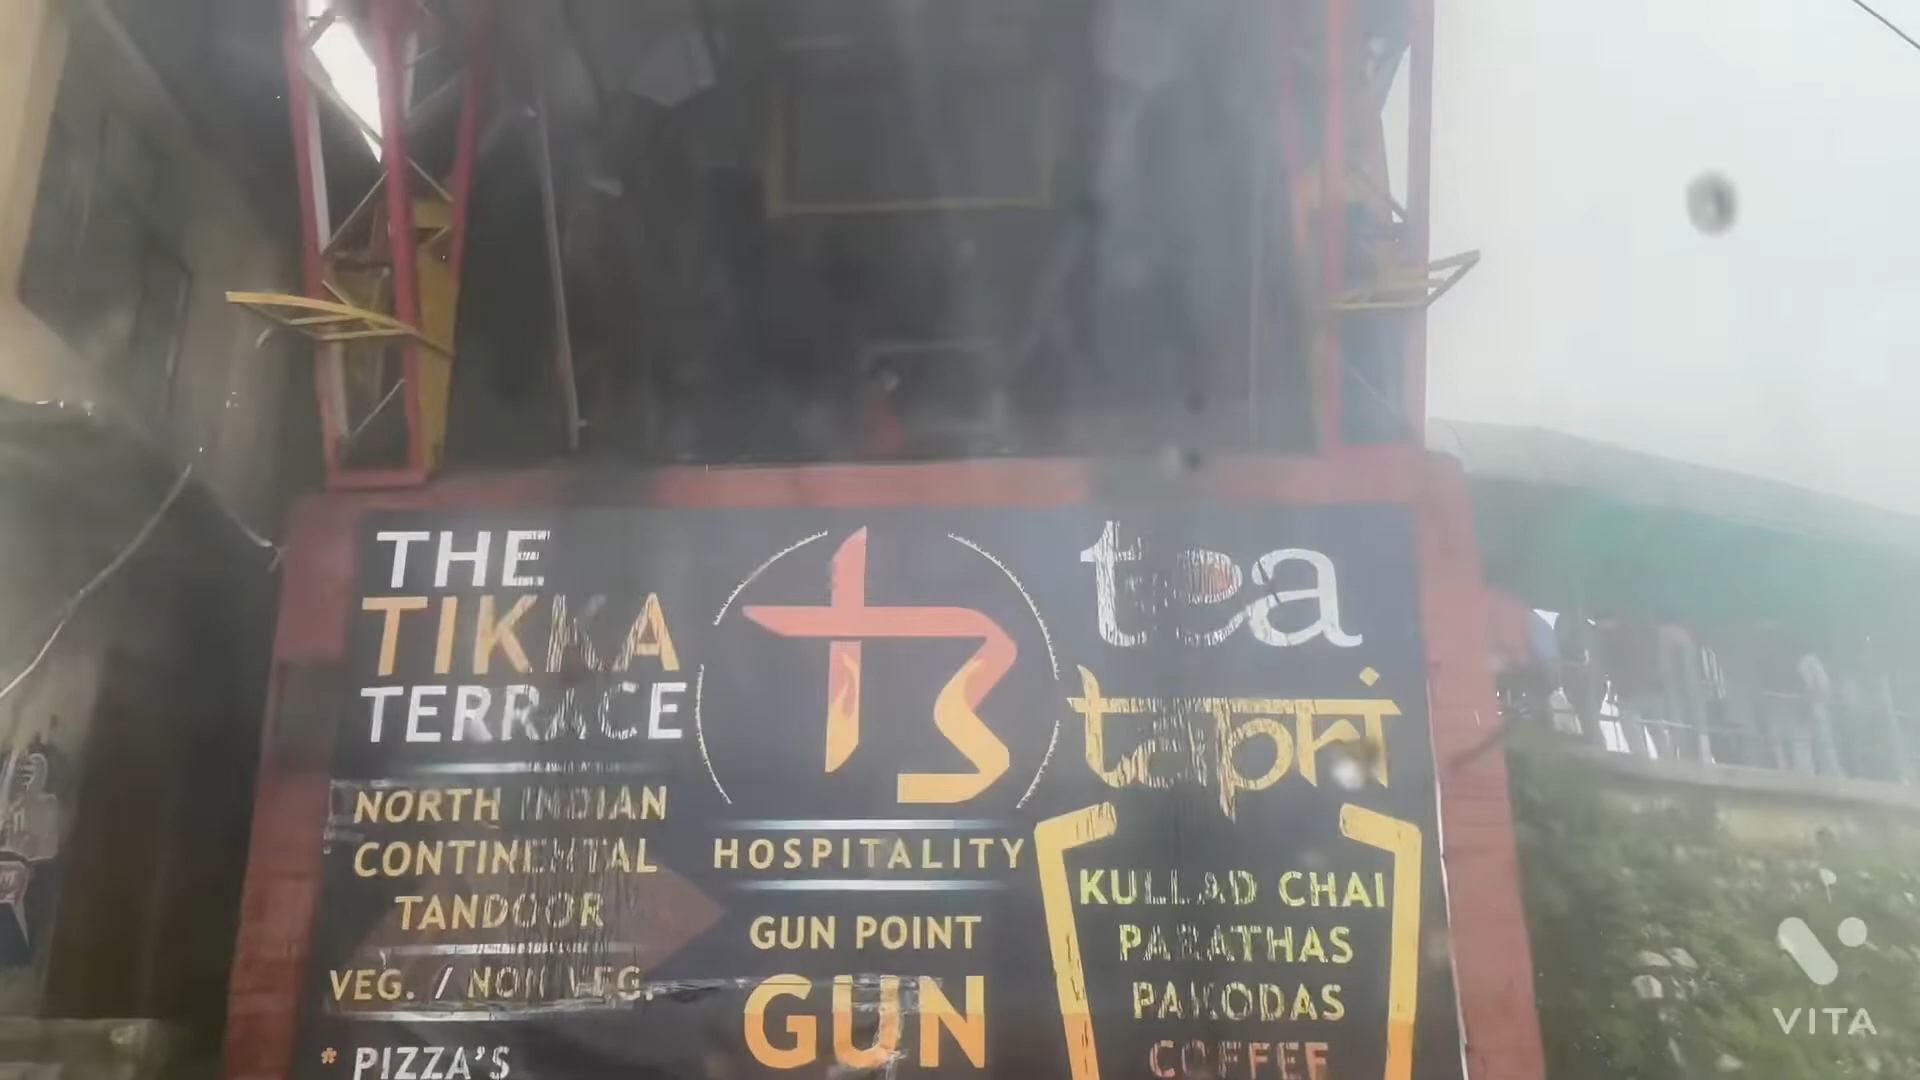 THE
TIKKA
TERRACE
NORTH INDIAN
CONTINENTAL
TANDOOR
VEG. / NON VEG.
* PIZZA'S
HOSPITALITY
GUN POINT
GUN
tea
tapri
KULLAD CHAI
PARATHAS
PAKODAS
COFFEE
VITA